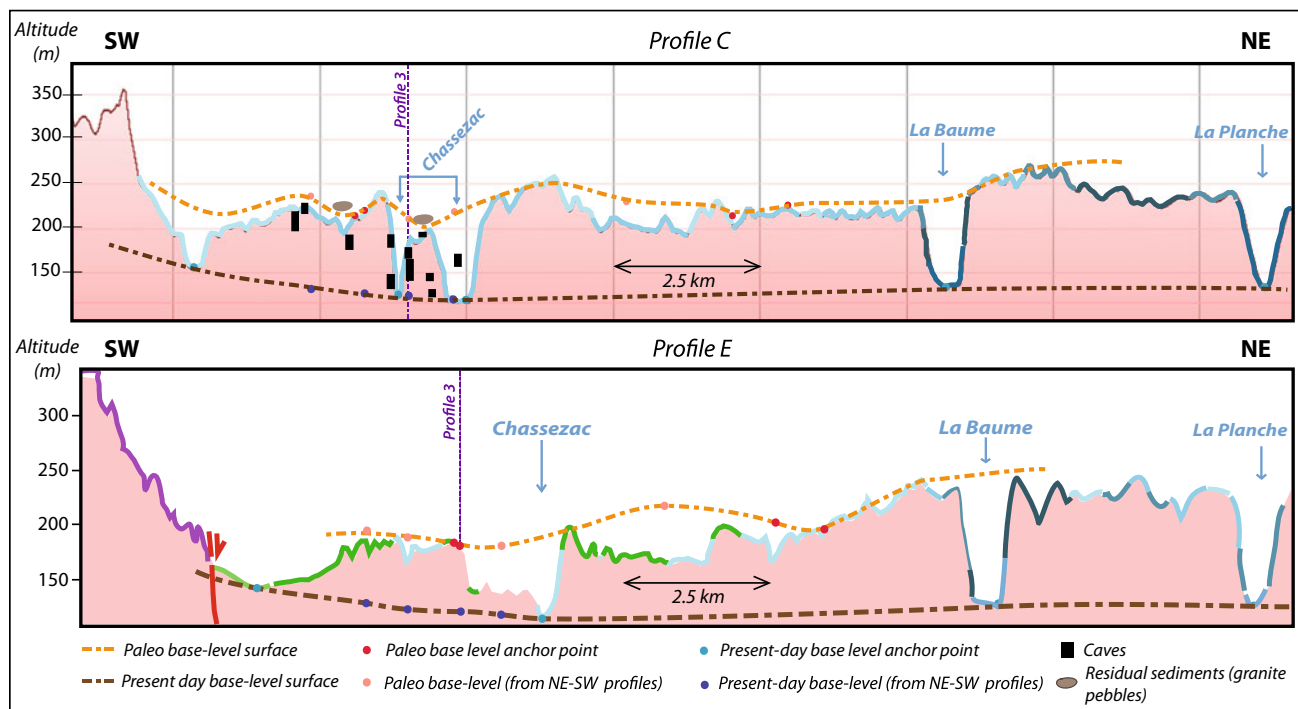 Altitude
(m)
SW
Profile C
NE
350
300
250
200
150
Profile 3
Chassezac
La Baume
La Planche
2.5 km
Altitude
(m)
SW
Profile E
NE
300
250
200
150
Profile 3
Chassezac
La Baume
La Planche
2.5 km
Paleo base-level surface
Paleo base level anchor point
Present-day base level anchor point
Caves
Present day base-level surface
Paleo base-level (from NE-SW profiles)
Present-day base-level (from NE-SW profiles)
Residual sediments (granite
pebbles)